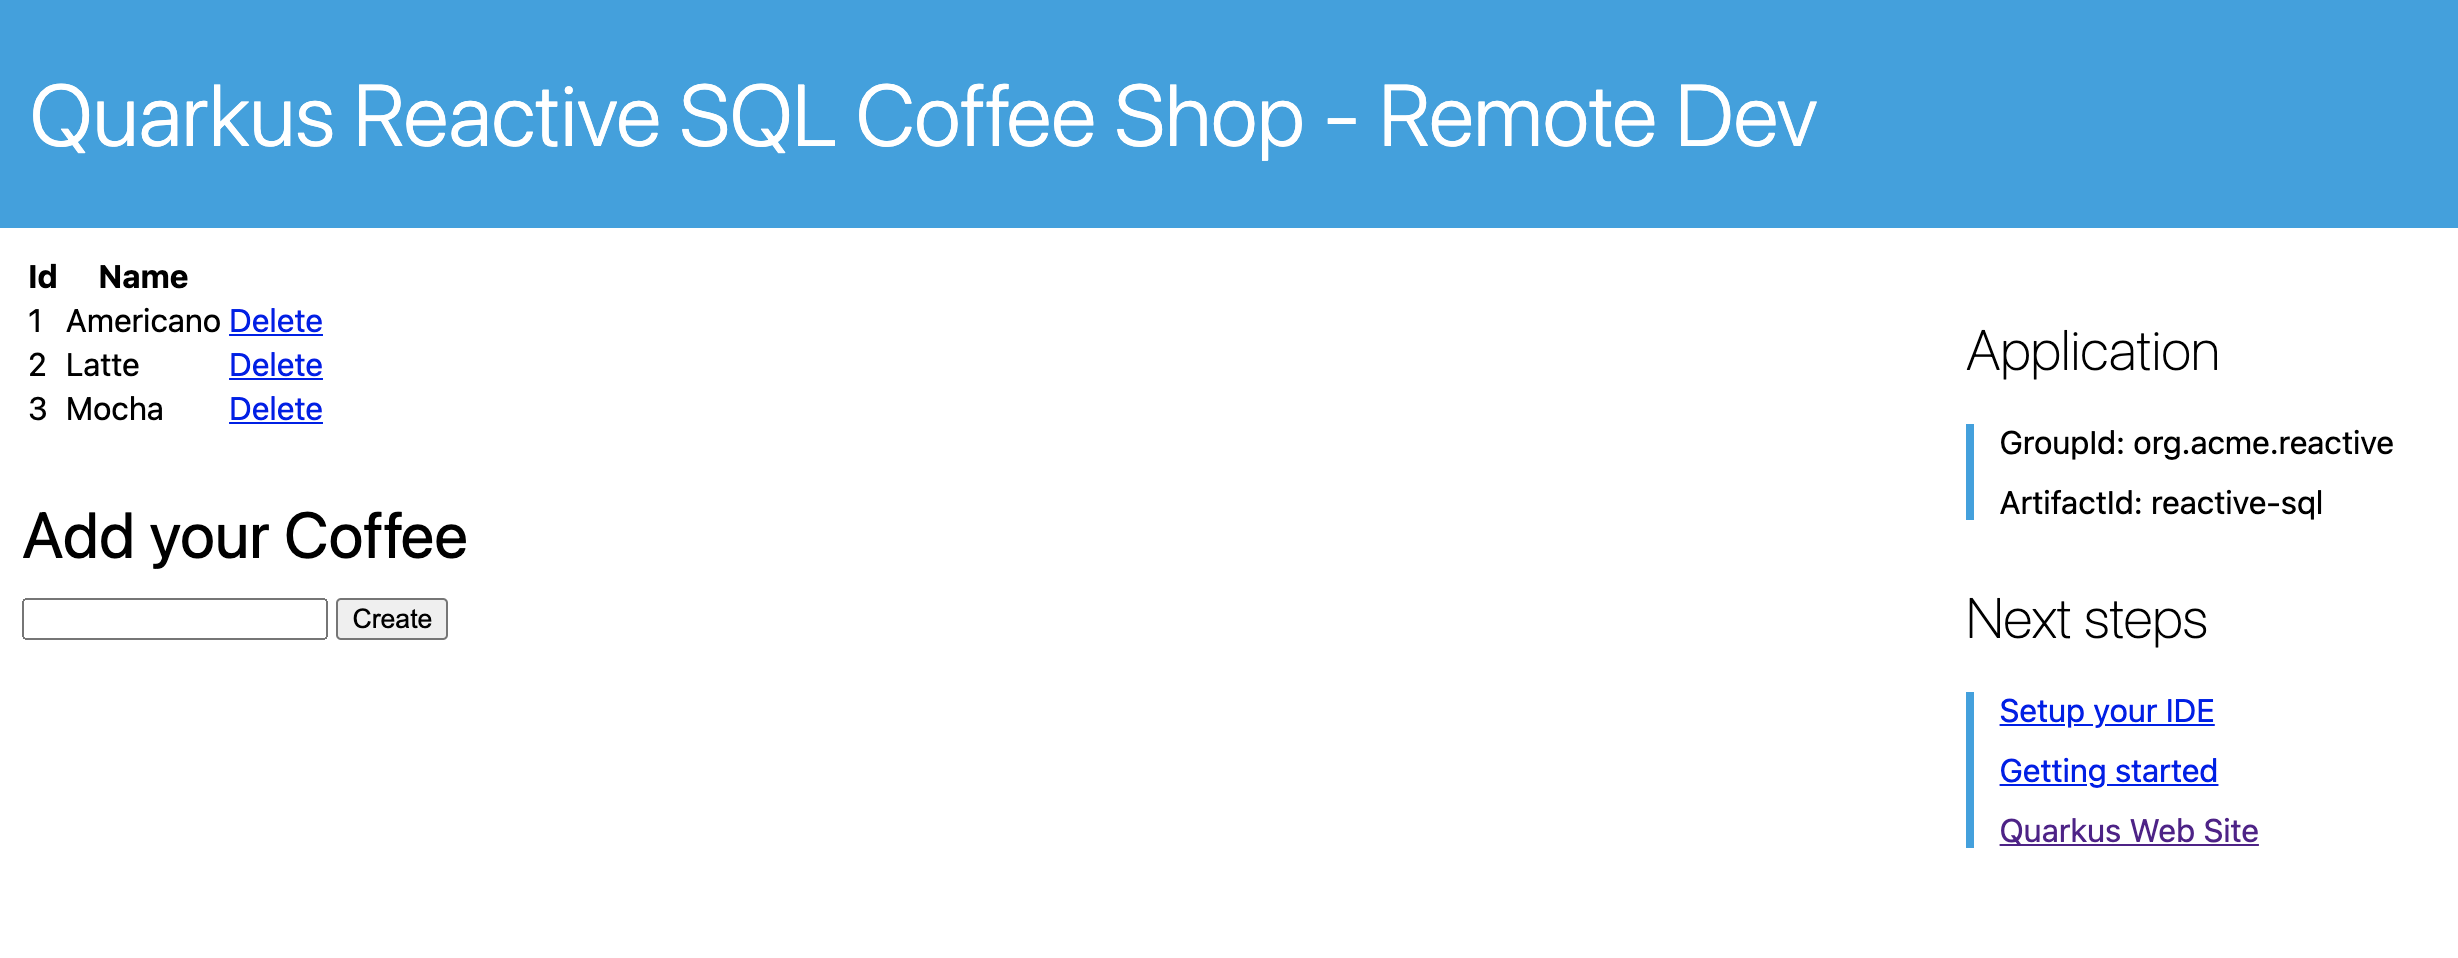 Quarkus Reactive SQL Coffee Shop - Remote Dev
Id Name
1 Americano Delete
2 Latte Delete
3 Mocha Delete
Add your Coffee
Create
Application
GroupId: org.acme.reactive
ArtifactId: reactive-sql
Next steps
Setup your IDE
Getting started
Quarkus Web Site